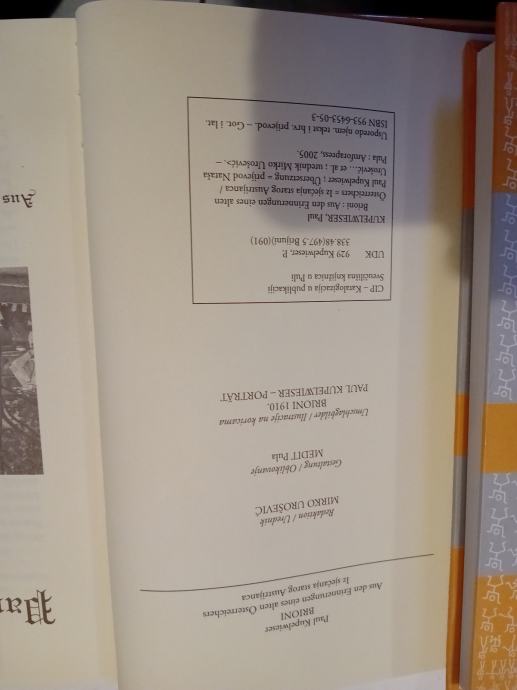 Paul Kupelwieser
BRIONI
Aus den Erinnerungen eines alten Österreichers
Iz sjećanja starog Austrijanca
Redaktion / Urednik
MIRKO UROŠEVIĆ
Gestaltung / Oblikovanje
MEDIT Pula.
Umschlagbilder / Ilustracije na koricama
BRIONI 1910.
PAUL KUPELWIESER – PORTRÄT
CIP – Katalogizacija u publikaciji
Sveučilišna knjižnica u Puli
UDK 929 Kupelwieser, P.
338.48(497.5 Brijuni)(091)
KUPELWIESER, Paul
Brioni : Aus den Erinnerungen eines alten
Österreichers = Iz sjećanja starog Austrijanca /
Paul Kupelwieser ; Übersetzung = prijevod Nataša
Urošević... et al ; urednik Mirko Urošević>. –
Pula : Amforapress, 2005.
Usporedo njem. tekst i hrv. prijevod. – Got. i lat.
ISBN 953-6453-05-3
Aus